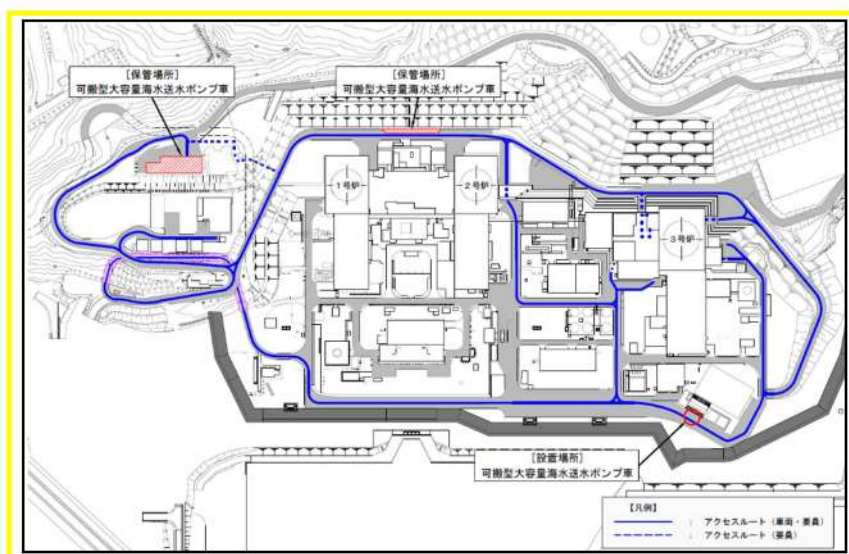 [保管場所]
可搬型大容量海水送水ポンプ車
[保管場所]
可搬型大容量海水送水ポンプ車
1号炉
2号炉
3号炉
[設置場所]
可搬型大容量海水送水ポンプ車
【凡例】
: アクセスルート（車両・要員）
: アクセスルート（要員）